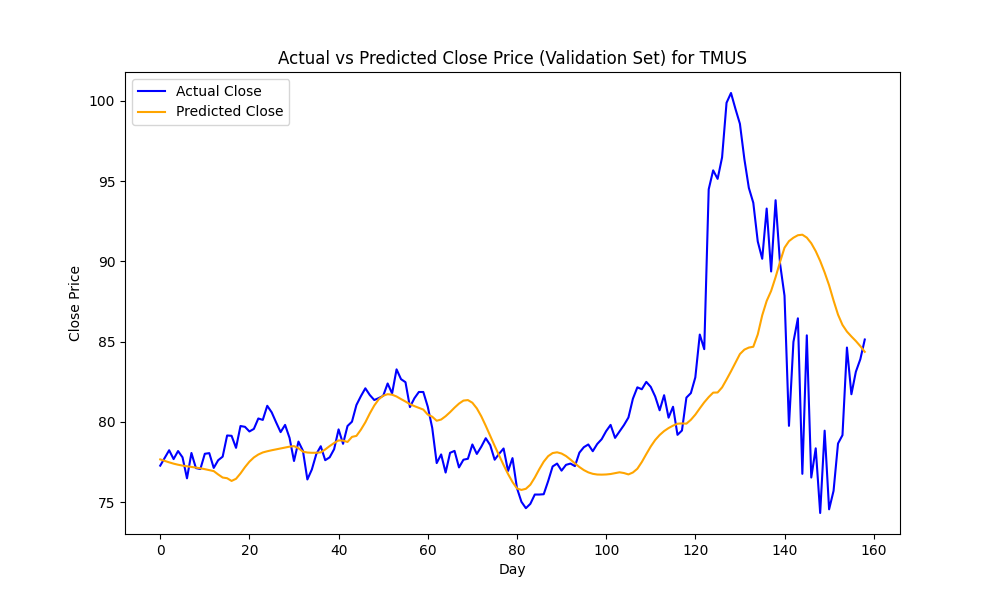 Actual vs Predicted Close Price (Validation Set) for TMUS
Actual Close
Predicted Close
100
95
90
85
80
75
Close Price
0 20 40 60 80 100 120 140 160
Day